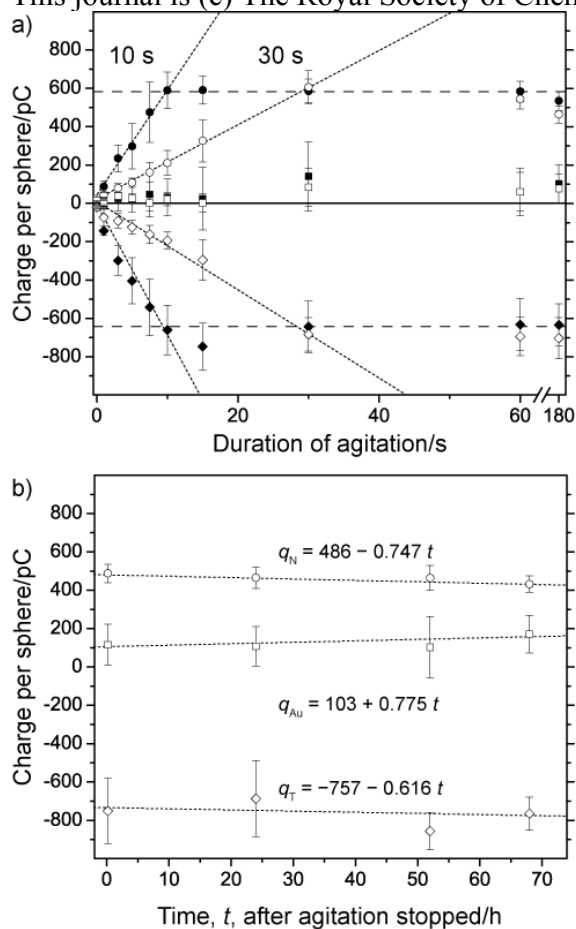 This journal is (c) The Royal Society of Chem
a)
10 s
30 s
800
600
400
200
0
-200
-400
-600
-800
Charge per sphere/pC
0
20
40
60
180
Duration of agitation/s
b)
800
600
400
200
0
-200
-400
-600
-800
Charge per sphere/pC
qN = 486 − 0.747 t
qAu = 103 + 0.775 t
qT = −757 − 0.616 t
0
10
20
30
40
50
60
70
Time, t, after agitation stopped/h